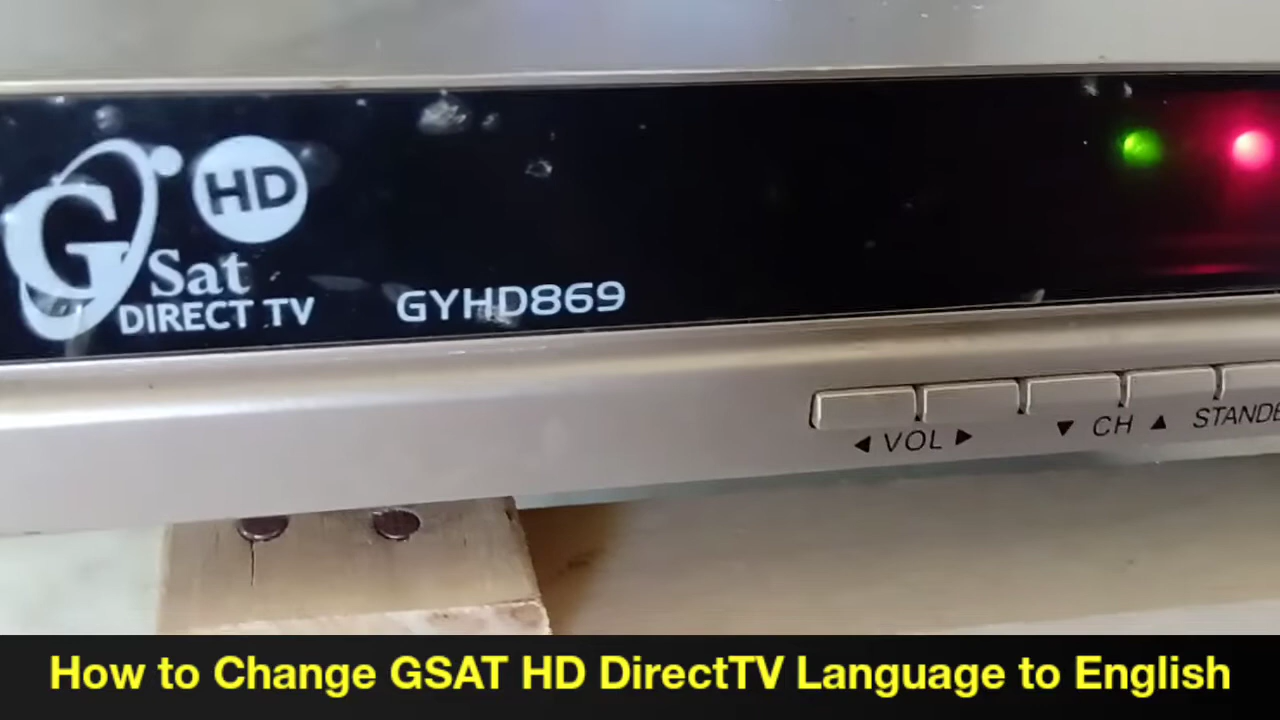 G HD
Sat
DIRECT TV
GYHD869
◀ VOL ▶
▼ CH ▲
How to Change GSAT HD DirectTV Language to English